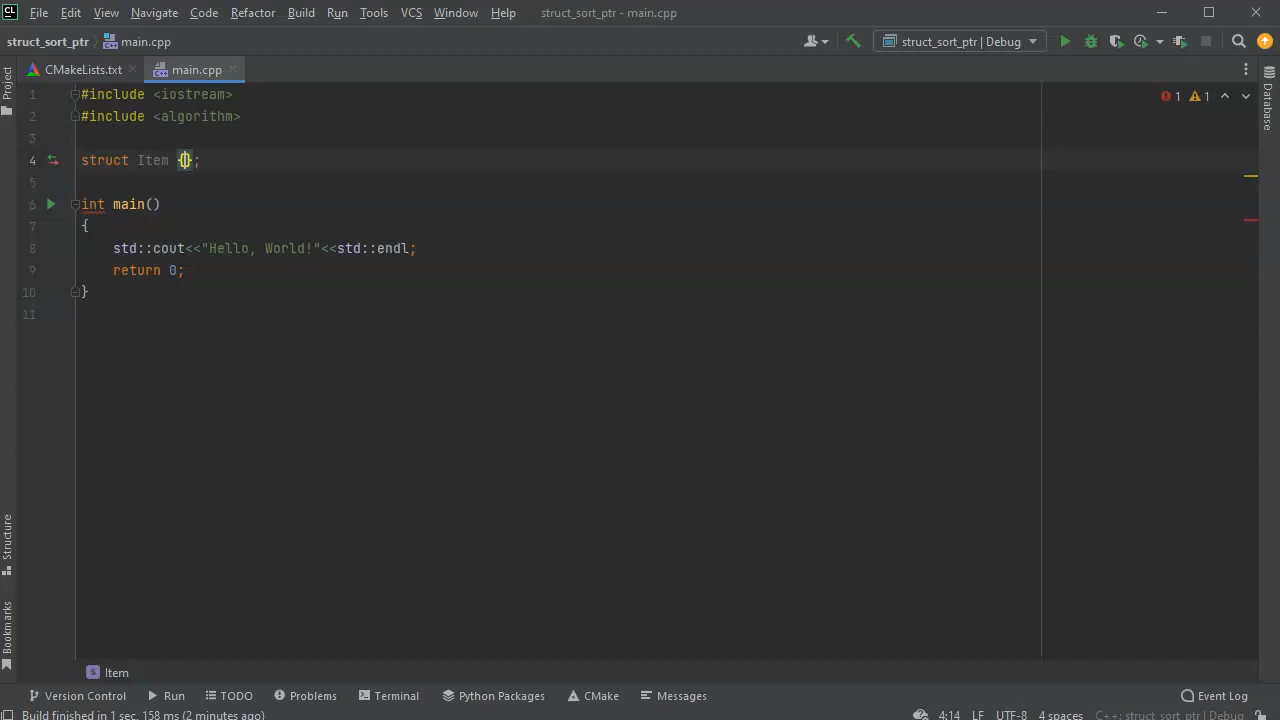 CL File Edit View Navigate Code Refactor Build Run Tools VCS Window Help struct_sort_ptr - main.cpp
struct_sort_ptr main.cpp struct_sort_ptr | Debug
CMakeLists.txt main.cpp
Project
Database
1 #include <iostream> 1 1
2 #include <algorithm>
3
4 struct Item {};
5
6 int main()
7 {
8 std::cout<<"Hello, World!"<<std::endl;
9 return 0;
10 }
11
Structure
Bookmarks
S Item
Version Control Run TODO Problems Terminal Python Packages CMake Messages Event Log
Build finished in 1 sec, 158 ms (2 minutes ago) 4:14 LF UTF-8 4 spaces C++: struct_sort_ptr | Debug